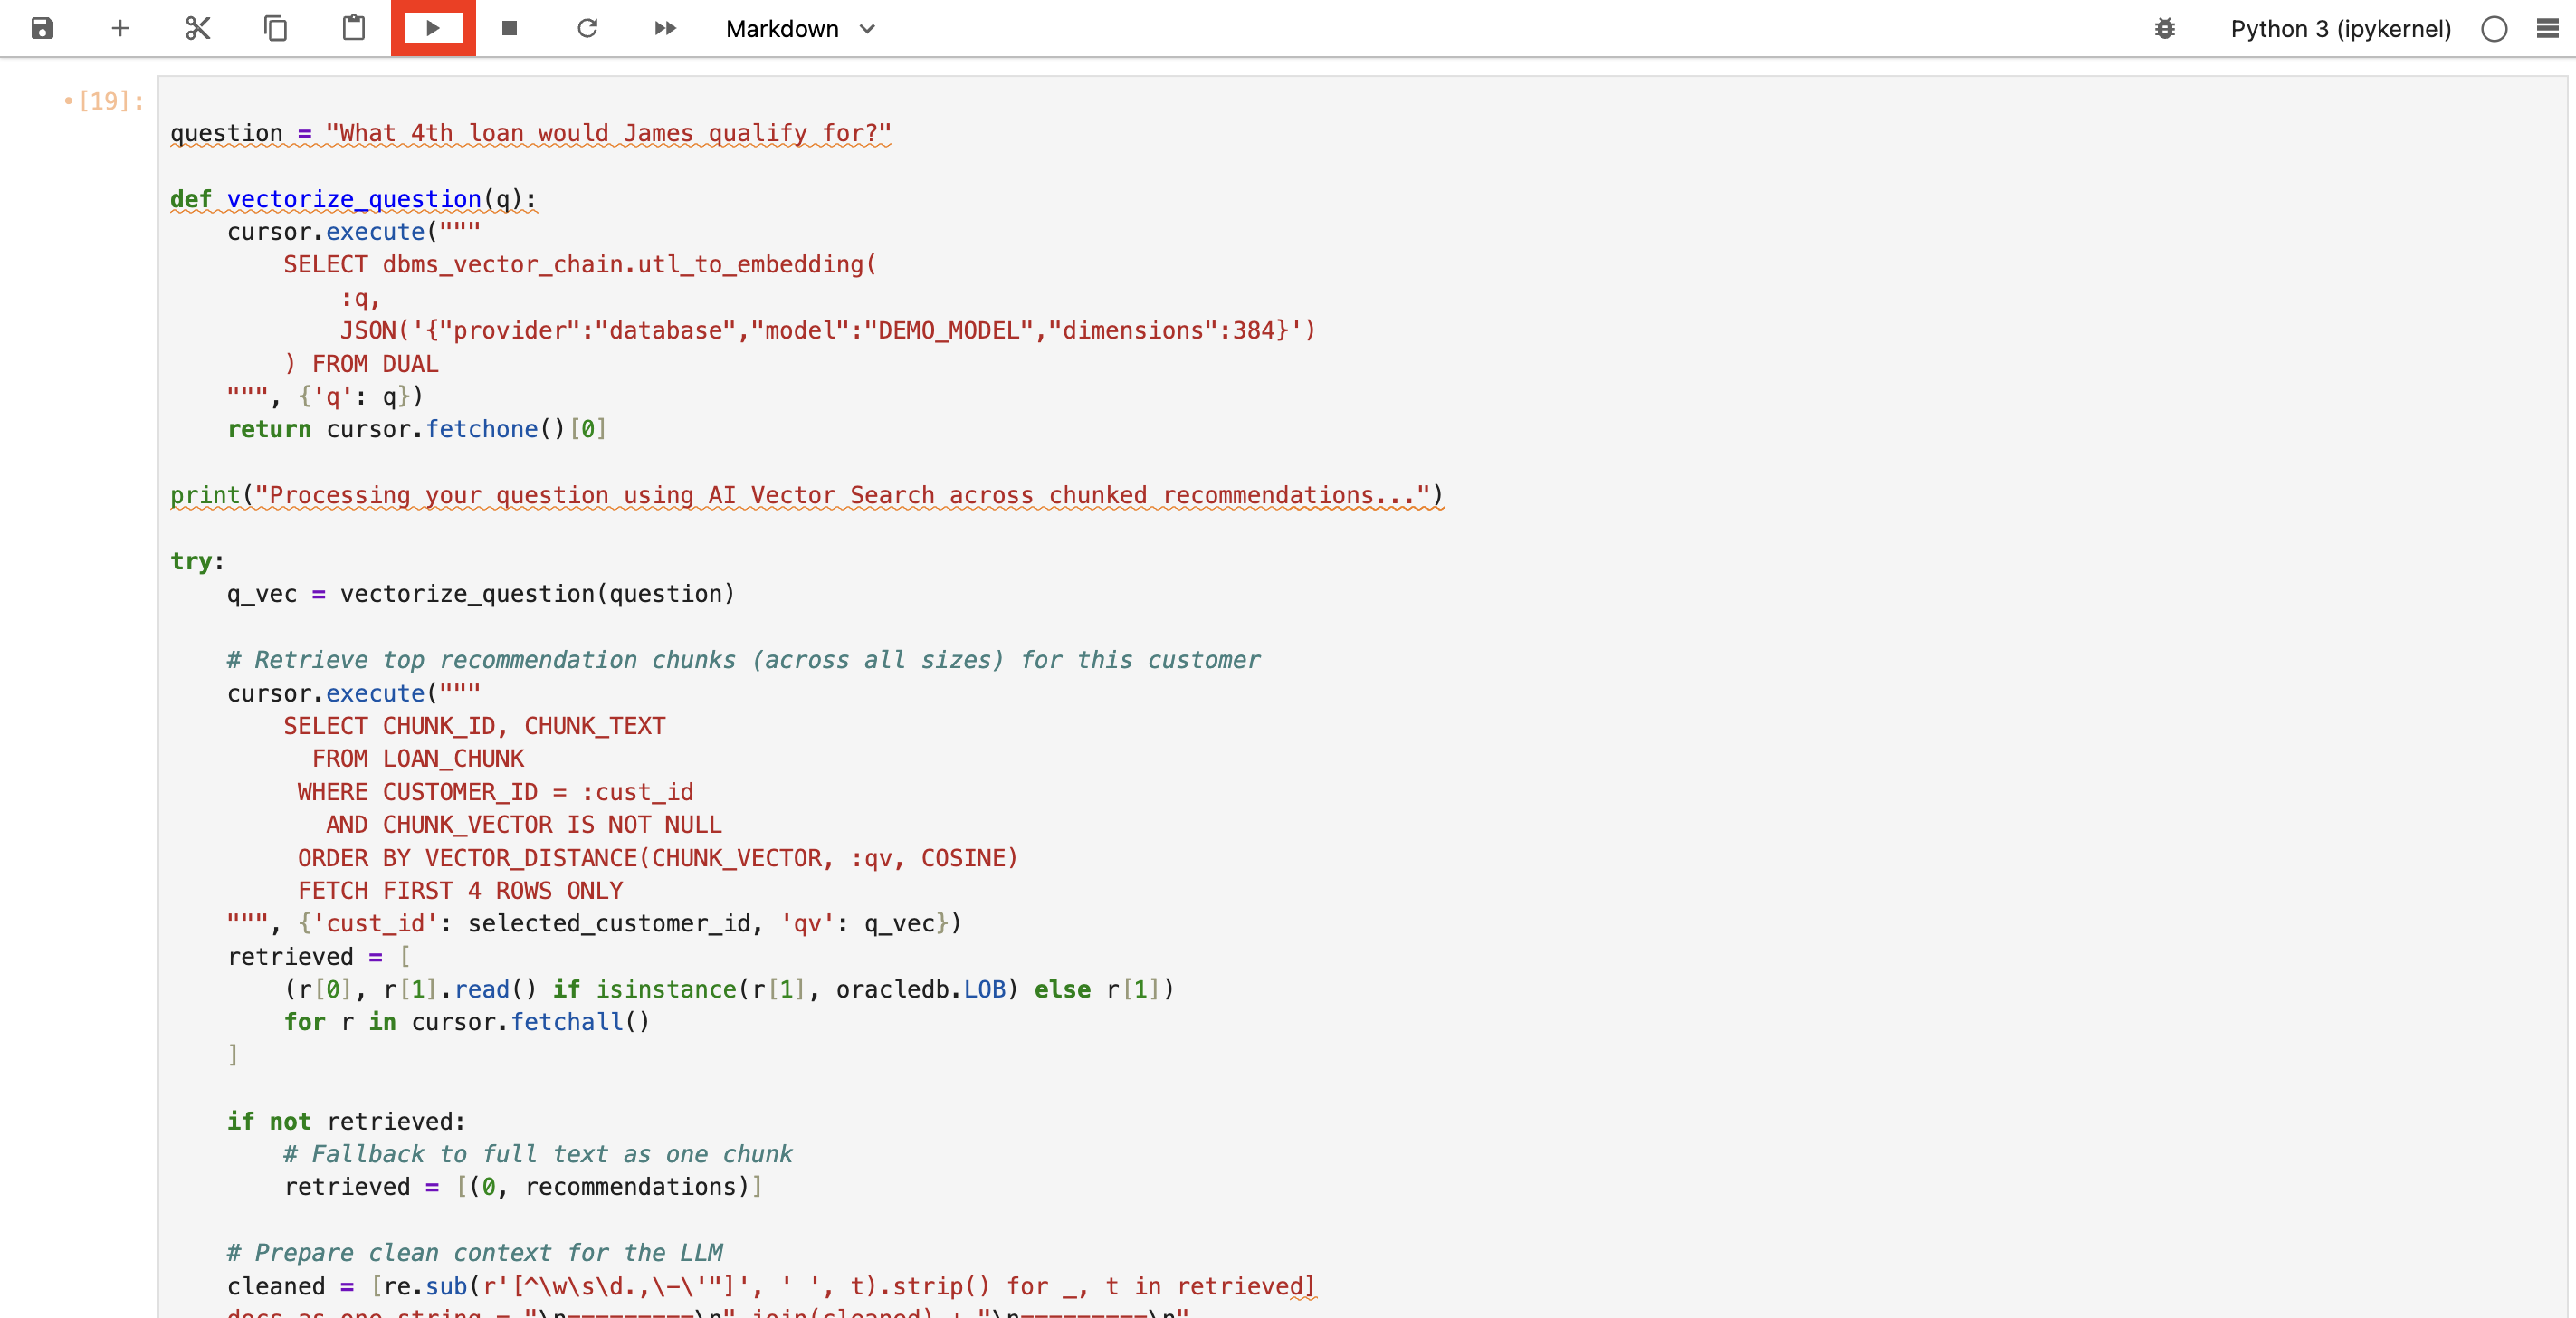 Markdown
Python 3 (ipykernel)
[19]:
question = "What 4th loan would James qualify for?"
def vectorize_question(q):
    cursor.execute("""
        SELECT dbms_vector_chain.utl_to_embedding(
            :q,
            JSON('{"provider":"database","model":"DEMO_MODEL","dimensions":384}')
        ) FROM DUAL
    """, {'q': q})
    return cursor.fetchone()[0]
print("Processing your question using AI Vector Search across chunked recommendations...")
try:
    q_vec = vectorize_question(question)
    # Retrieve top recommendation chunks (across all sizes) for this customer
    cursor.execute("""
        SELECT CHUNK_ID, CHUNK_TEXT
          FROM LOAN_CHUNK
         WHERE CUSTOMER_ID = :cust_id
           AND CHUNK_VECTOR IS NOT NULL
         ORDER BY VECTOR_DISTANCE(CHUNK_VECTOR, :qv, COSINE)
         FETCH FIRST 4 ROWS ONLY
    """, {'cust_id': selected_customer_id, 'qv': q_vec})
    retrieved = [
        (r[0], r[1].read() if isinstance(r[1], oracledb.LOB) else r[1])
        for r in cursor.fetchall()
    ]
    if not retrieved:
        # Fallback to full text as one chunk
        retrieved = [(0, recommendations)]
    # Prepare clean context for the LLM
    cleaned = [re.sub(r'[^\w\s\d.,\-\'"]', ' ', t).strip() for _, t in retrieved]
    docs_as_one_string = "\n=========\n".join(cleaned) + "\n=========\n"